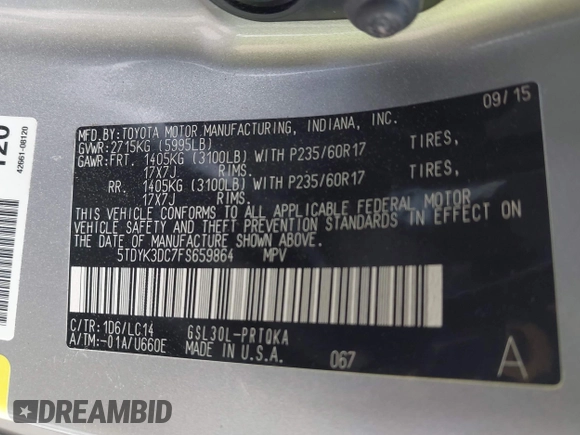 09/15
MFD.BY:TOYOTA MOTOR MANUFACTURING, INDIANA, INC.
GVWR:2715KG (5995LB)
GAWR:FRT. 1405KG (3100LB) WITH P235/60R17 TIRES,
17X7J RIMS.
RR. 1405KG (3100LB) WITH P235/60R17 TIRES,
17X7J RIMS.
THIS VEHICLE CONFORMS TO ALL APPLICABLE FEDERAL MOTOR
VEHICLE SAFETY AND THEFT PREVENTION STANDARDS IN EFFECT ON
THE DATE OF MANUFACTURE SHOWN ABOVE.
5TDYK3DC7FS659864 MPV
C/TR:1D6/LC14 GSL30L-PRTQKA
A/TM:-01A/U660E MADE IN U.S.A. 067 A
120
42661-08120
DREAMBID